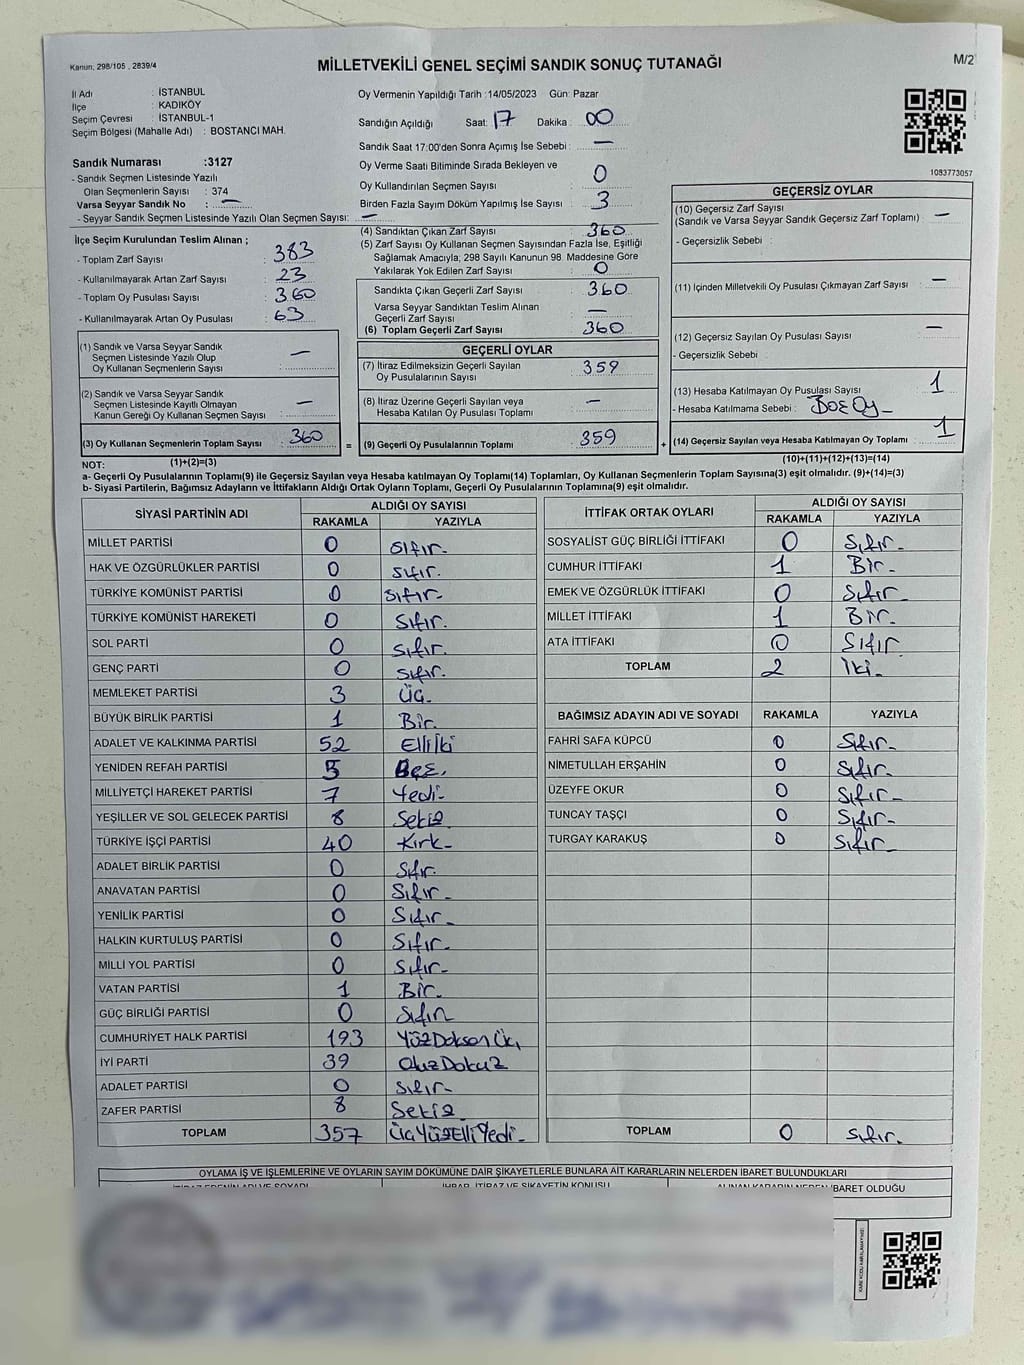 Kanun: 298/105 , 2839/4
MİLLETVEKİLİ GENEL SEÇİMİ SANDIK SONUÇ TUTANAĞI
M/2
İl Adı : İSTANBUL
İlçe : KADIKÖY
Seçim Çevresi : İSTANBUL-1
Seçim Bölgesi (Mahalle Adı) : BOSTANCI MAH.
Oy Vermenin Yapıldığı Tarih :14/05/2023 Gün: Pazar
Sandığın Açıldığı Saat: 17 Dakika : 00
Sandık Saat 17:00'den Sonra Açımış İse Sebebi : —
Oy Verme Saati Bitiminde Sırada Bekleyen ve
Oy Kullandırılan Seçmen Sayısı : 0
Birden Fazla Sayım Döküm Yapılmış İse Sayısı : 3
1083773057
Sandık Numarası :3127
- Sandık Seçmen Listesinde Yazılı
Olan Seçmenlerin Sayısı : 374
Varsa Seyyar Sandık No : —
- Seyyar Sandık Seçmen Listesinde Yazılı Olan Seçmen Sayısı: —
İlçe Seçim Kurulundan Teslim Alınan ;
- Toplam Zarf Sayısı : 383
- Kullanılmayarak Artan Zarf Sayısı : 23
- Toplam Oy Pusulası Sayısı : 360
- Kullanılmayarak Artan Oy Pusulası : 63
(1) Sandık ve Varsa Seyyar Sandık
Seçmen Listesinde Yazılı Olup
Oy Kullanan Seçmenlerin Sayısı : —
(2) Sandık ve Varsa Seyyar Sandık
Seçmen Listesinde Kayıtlı Olmayan
Kanun Gereği Oy Kullanan Seçmen Sayısı : —
(3) Oy Kullanan Seçmenlerin Toplam Sayısı : 360
(1)+(2)=(3)
(4) Sandıktan Çıkan Zarf Sayısı : 360
(5) Zarf Sayısı Oy Kullanan Seçmen Sayısından Fazla İse, Eşitliği
Sağlamak Amacıyla; 298 Sayılı Kanunun 98. Maddesine Göre
Yakılarak Yok Edilen Zarf Sayısı : 0
Sandıkta Çıkan Geçerli Zarf Sayısı : 360
Varsa Seyyar Sandıktan Teslim Alınan
Geçerli Zarf Sayısı : —
(6) Toplam Geçerli Zarf Sayısı : 360
GEÇERLİ OYLAR
(7) İtiraz Edilmeksizin Geçerli Sayılan
Oy Pusulalarının Sayısı : 359
(8) İtiraz Üzerine Geçerli Sayılan veya
Hesaba Katılan Oy Pusulası Toplamı : —
= (9) Geçerli Oy Pusulalarının Toplamı : 359
GEÇERSİZ OYLAR
(10) Geçersiz Zarf Sayısı
(Sandık ve Varsa Seyyar Sandık Geçersiz Zarf Toplamı) : —
- Geçersizlik Sebebi :
(11) İçinden Milletvekili Oy Pusulası Çıkmayan Zarf Sayısı : —
(12) Geçersiz Sayılan Oy Pusulası Sayısı : —
- Geçersizlik Sebebi :
(13) Hesaba Katılmayan Oy Pusulası Sayısı : 1
- Hesaba Katılmama Sebebi : Boş Oy_
+ (14) Geçersiz Sayılan veya Hesaba Katılmayan Oy Toplamı : 1
(10)+(11)+(12)+(13)=(14)
NOT:
a- Geçerli Oy Pusulalarının Toplamı(9) ile Geçersiz Sayılan veya Hesaba katılmayan Oy Toplamı(14) Toplamları, Oy Kullanan Seçmenlerin Toplam Sayısına(3) eşit olmalıdır. (9)+(14)=(3)
b- Siyasi Partilerin, Bağımsız Adayların ve İttifakların Aldığı Ortak Oyların Toplamı, Geçerli Oy Pusulalarının Toplamına(9) eşit olmalıdır.
SİYASİ PARTİNİN ADI ALDIĞI OY SAYISI
RAKAMLA YAZIYLA
MİLLET PARTİSİ 0 sıfır.
HAK VE ÖZGÜRLÜKLER PARTİSİ 0 sıfır.
TÜRKİYE KOMÜNİST PARTİSİ 0 sıfır-
TÜRKİYE KOMÜNİST HAREKETİ 0 sıfır.
SOL PARTİ 0 sıfır.
GENÇ PARTİ 0 sıfır.
MEMLEKET PARTİSİ 3 Üç.
BÜYÜK BİRLİK PARTİSİ 1 Bir.
ADALET VE KALKINMA PARTİSİ 52 Elliİki
YENİDEN REFAH PARTİSİ 5 Beş.
MİLLİYETÇİ HAREKET PARTİSİ 7 Yedi-
YEŞİLLER VE SOL GELECEK PARTİSİ 8 Sekiz
TÜRKİYE İŞÇİ PARTİSİ 40 Kırk-
ADALET BİRLİK PARTİSİ 0 Sıfır.
ANAVATAN PARTİSİ 0 Sıfır-
YENİLİK PARTİSİ 0 Sıfır-
HALKIN KURTULUŞ PARTİSİ 0 Sıfır-
MİLLİ YOL PARTİSİ 0 Sıfır-
VATAN PARTİSİ 1 Bir-
GÜÇ BİRLİĞİ PARTİSİ 0 Sıfır
CUMHURİYET HALK PARTİSİ 193 YüzDoksanÜç
İYİ PARTİ 39 OtuzDokuz
ADALET PARTİSİ 0 Sıfır-
ZAFER PARTİSİ 8 Sekiz
TOPLAM 357 ÜçYüzElliYedi-
İTTİFAK ORTAK OYLARI ALDIĞI OY SAYISI
RAKAMLA YAZIYLA
SOSYALİST GÜÇ BİRLİĞİ İTTİFAKI 0 Sıfır-
CUMHUR İTTİFAKI 1 Bir-
EMEK VE ÖZGÜRLÜK İTTİFAKI 0 Sıfır-
MİLLET İTTİFAKI 1 Bir.
ATA İTTİFAKI 0 Sıfır
TOPLAM 2 İki-
BAĞIMSIZ ADAYIN ADI VE SOYADI RAKAMLA YAZIYLA
FAHRİ SAFA KÜPCÜ 0 Sıfır-
NİMETULLAH ERŞAHİN 0 Sıfır-
ÜZEYFE OKUR 0 Sıfır-
TUNCAY TAŞÇI 0 Sıfır-
TURGAY KARAKUŞ 0 Sıfır-
TOPLAM 0 sıfır.
OYLAMA İŞ VE İŞLEMLERİNE VE OYLARIN SAYIM DÖKÜMÜNE DAİR ŞİKAYETLERLE BUNLARA AİT KARARLARIN NELERDEN İBARET BULUNDUKLARI
İHBAR, İTİRAZ VE ŞİKAYETİN KONUSU
ALINAN KARARIN NEDEN İBARET OLDUĞU